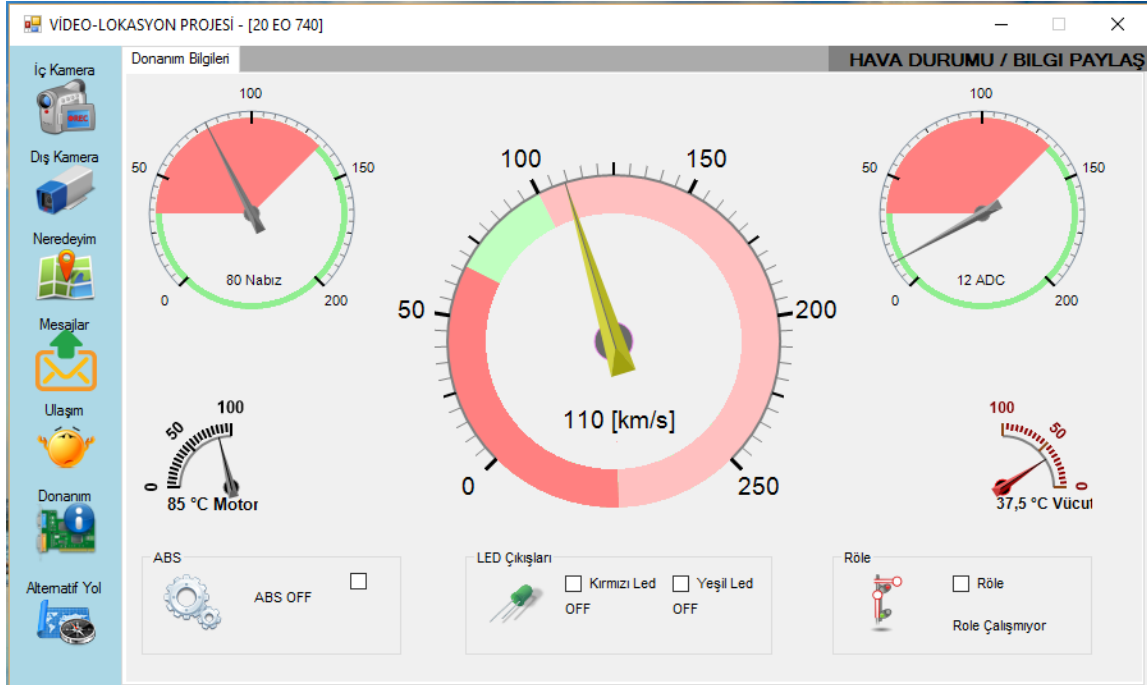 VİDEO-LOKASYON PROJESİ - [20 EO 740]
Donanım Bilgileri
HAVA DURUMU / BILGI PAYLAŞ
İç Kamera
REC
Dış Kamera
Neredeyim
Mesajlar
Ulaşım
Donanım
Alternatif Yol
0
50
100
150
200
80 Nabız
0
50
100
150
200
250
110 [km/s]
0
50
100
150
200
12 ADC
0
50
100
85 °C Motor
100
50
0
37,5 °C Vücut
ABS
ABS OFF
LED Çıkışları
Kırmızı Led
Yeşil Led
OFF
OFF
Röle
Röle
Role Çalışmıyor